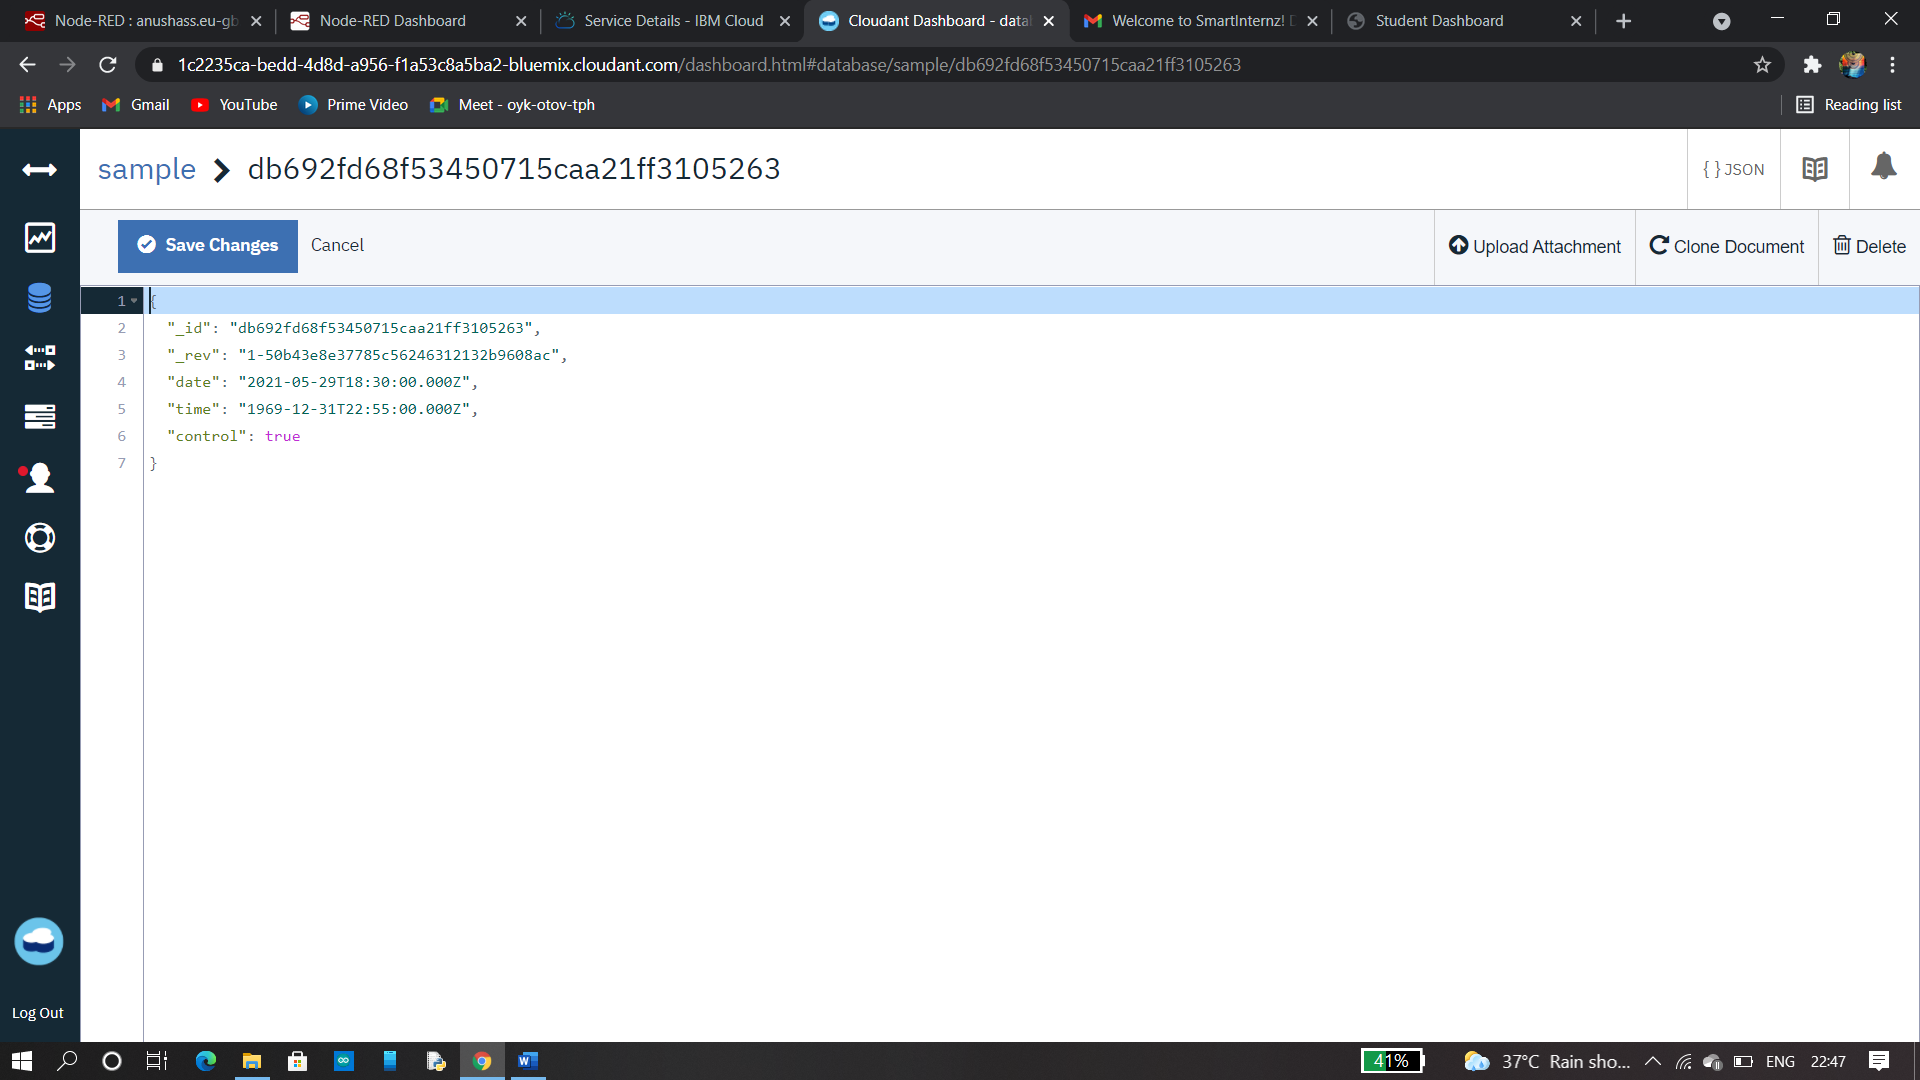 Node-RED : anushass.eu-gb
Node-RED Dashboard
Service Details - IBM Cloud
Cloudant Dashboard - data
Welcome to SmartInternz! D
Student Dashboard
1c2235ca-bedd-4d8d-a956-f1a53c8a5ba2-bluemix.cloudant.com/dashboard.html#database/sample/db692fd68f53450715caa21ff3105263
Apps
Gmail
YouTube
Prime Video
Meet - oyk-otov-tph
Reading list
sample > db692fd68f53450715caa21ff3105263
{ } JSON
Save Changes
Cancel
Upload Attachment
Clone Document
Delete
1 {
2 "_id": "db692fd68f53450715caa21ff3105263",
3 "_rev": "1-50b43e8e37785c56246312132b9608ac",
4 "date": "2021-05-29T18:30:00.000Z",
5 "time": "1969-12-31T22:55:00.000Z",
6 "control": true
7 }
Log Out
41%
37°C Rain sho...
ENG
22:47